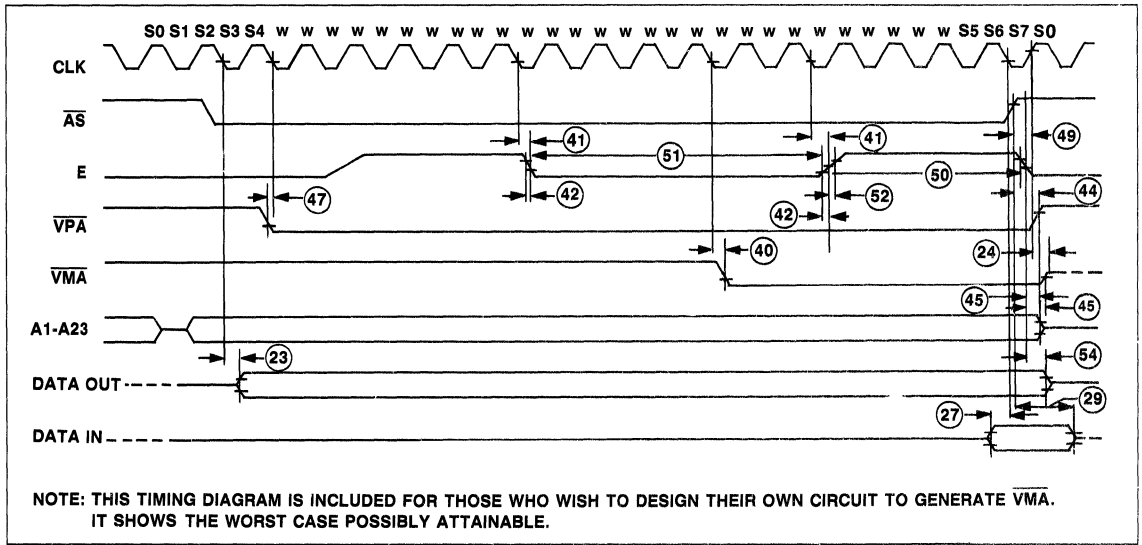 S0 S1 S2 S3 S4 w w w w w w w w w w w w w w w w w w w w w w w w w w w w S5 S6 S7 S0
CLK
AS
41 41 49
51
E
50
47 42 52 44
VPA
42
40 24
VMA
45 45
A1-A23
23 54
DATA OUT
27 29
DATA IN
NOTE: THIS TIMING DIAGRAM IS INCLUDED FOR THOSE WHO WISH TO DESIGN THEIR OWN CIRCUIT TO GENERATE VMA.
IT SHOWS THE WORST CASE POSSIBLY ATTAINABLE.